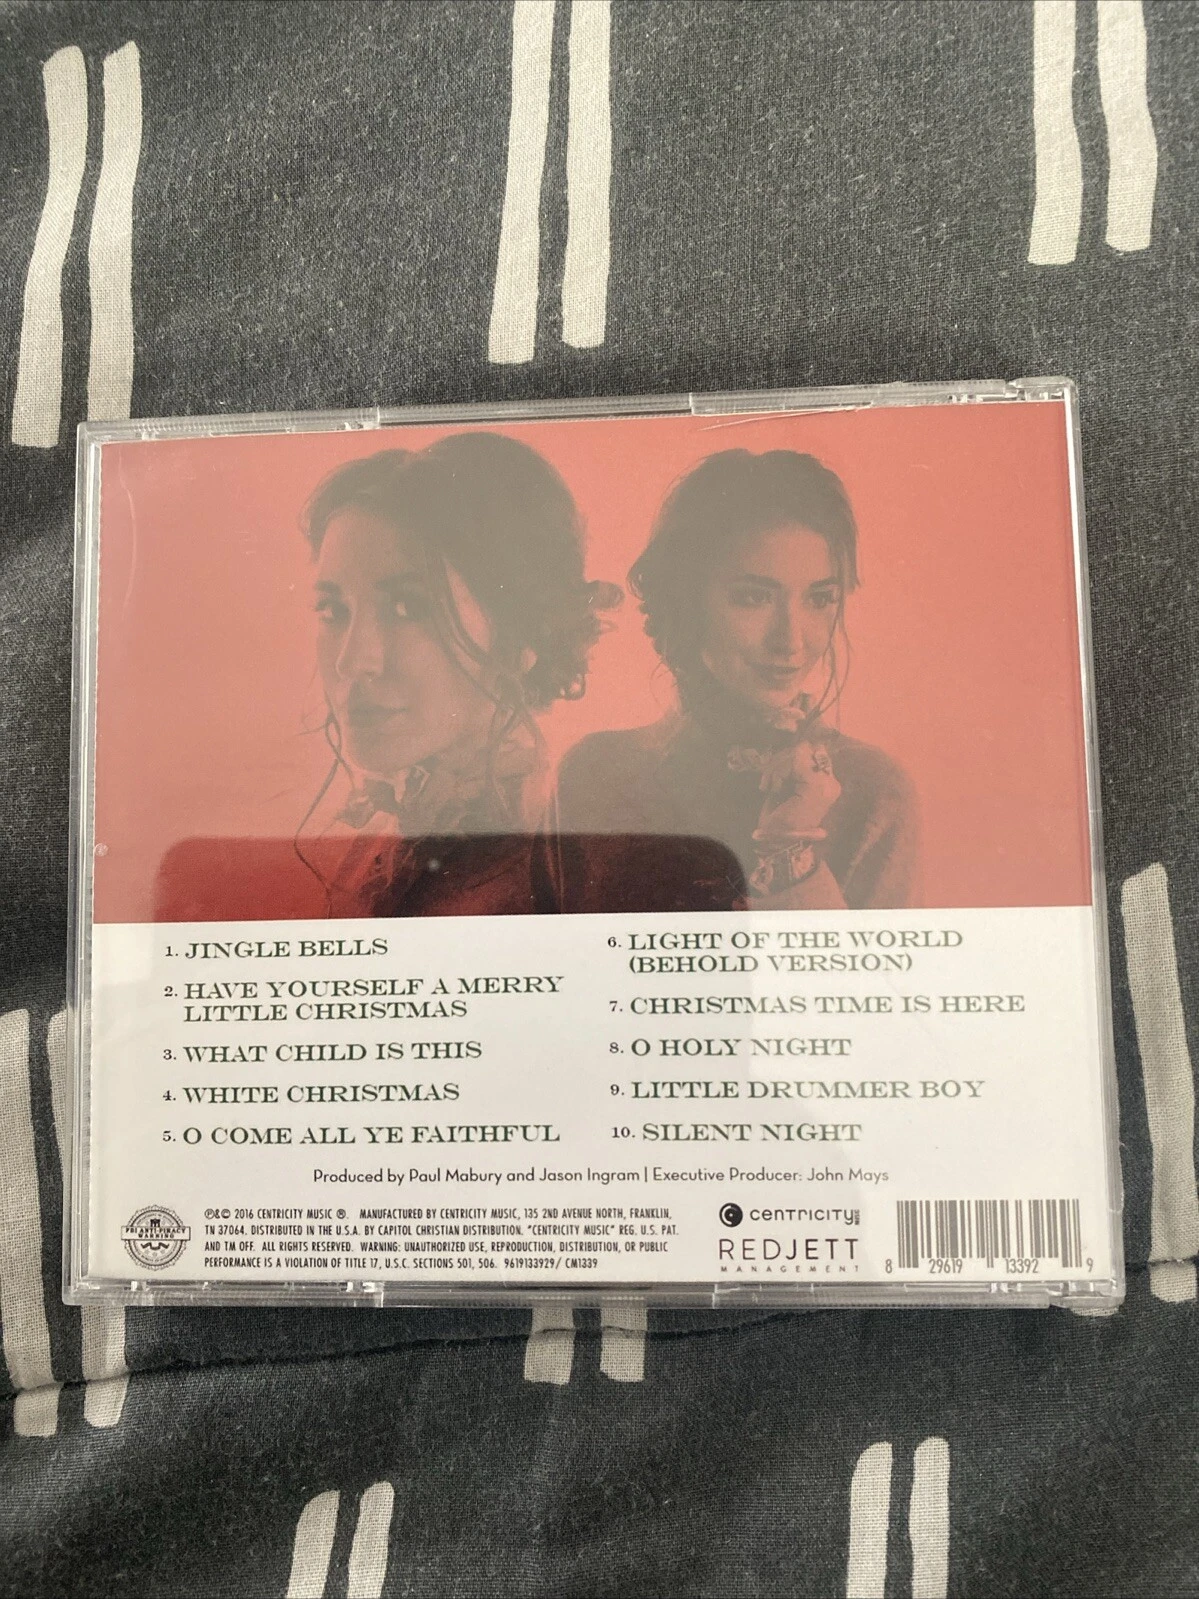 1. JINGLE BELLS
2. HAVE YOURSELF A MERRY
LITTLE CHRISTMAS
3. WHAT CHILD IS THIS
4. WHITE CHRISTMAS
5. O COME ALL YE FAITHFUL
6. LIGHT OF THE WORLD
(BEHOLD VERSION)
7. CHRISTMAS TIME IS HERE
8. O HOLY NIGHT
9. LITTLE DRUMMER BOY
10. SILENT NIGHT
Produced by Paul Mabury and Jason Ingram | Executive Producer: John Mays
FBI ANTI-PIRACY
WARNING
℗&© 2016 CENTRICITY MUSIC ®. MANUFACTURED BY CENTRICITY MUSIC, 135 2ND AVENUE NORTH, FRANKLIN,
TN 37064. DISTRIBUTED IN THE U.S.A. BY CAPITOL CHRISTIAN DISTRIBUTION. "CENTRICITY MUSIC" REG. U.S. PAT.
AND TM OFF. ALL RIGHTS RESERVED. WARNING: UNAUTHORIZED USE, REPRODUCTION, DISTRIBUTION, OR PUBLIC
PERFORMANCE IS A VIOLATION OF TITLE 17, U.S.C. SECTIONS 501, 506. 9619133929/ CM1339
CENTRICITY
REDJETT
MANAGEMENT
8 29619 13392 9